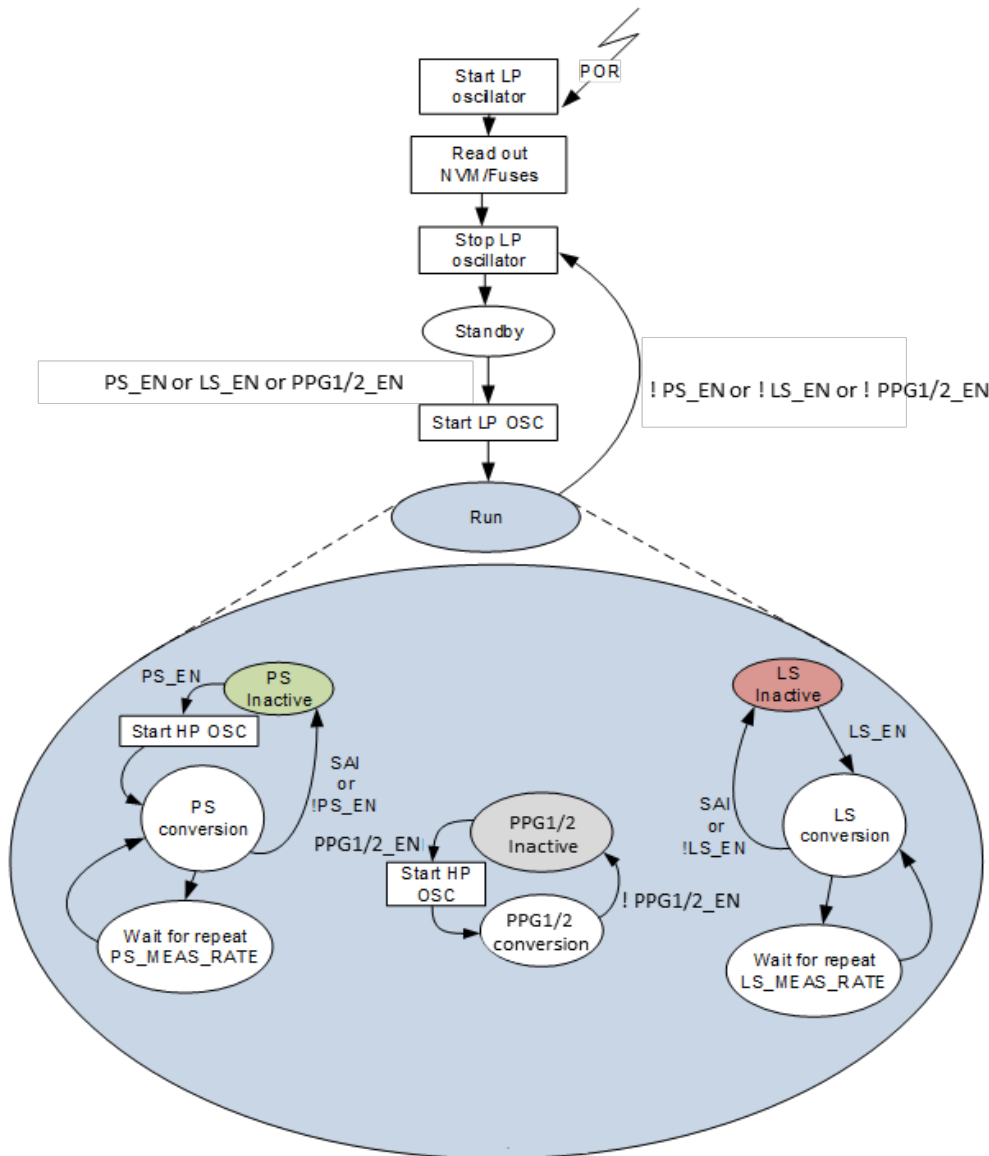 POR
Start LP
oscillator
Read out
NVM/Fuses
Stop LP
oscillator
Standby
PS_EN or LS_EN or PPG1/2_EN
! PS_EN or ! LS_EN or ! PPG1/2_EN
Start LP OSC
Run
PS_EN
PS
Inactive
Start HP OSC
SAI
or
!PS_EN
PS
conversion
Wait for repeat
PS_MEAS_RATE
PPG1/2_EN
PPG1/2
Inactive
Start HP
OSC
! PPG1/2_EN
PPG1/2
conversion
LS
Inactive
LS_EN
SAI
or
!LS_EN
LS
conversion
Wait for repeat
LS_MEAS_RATE